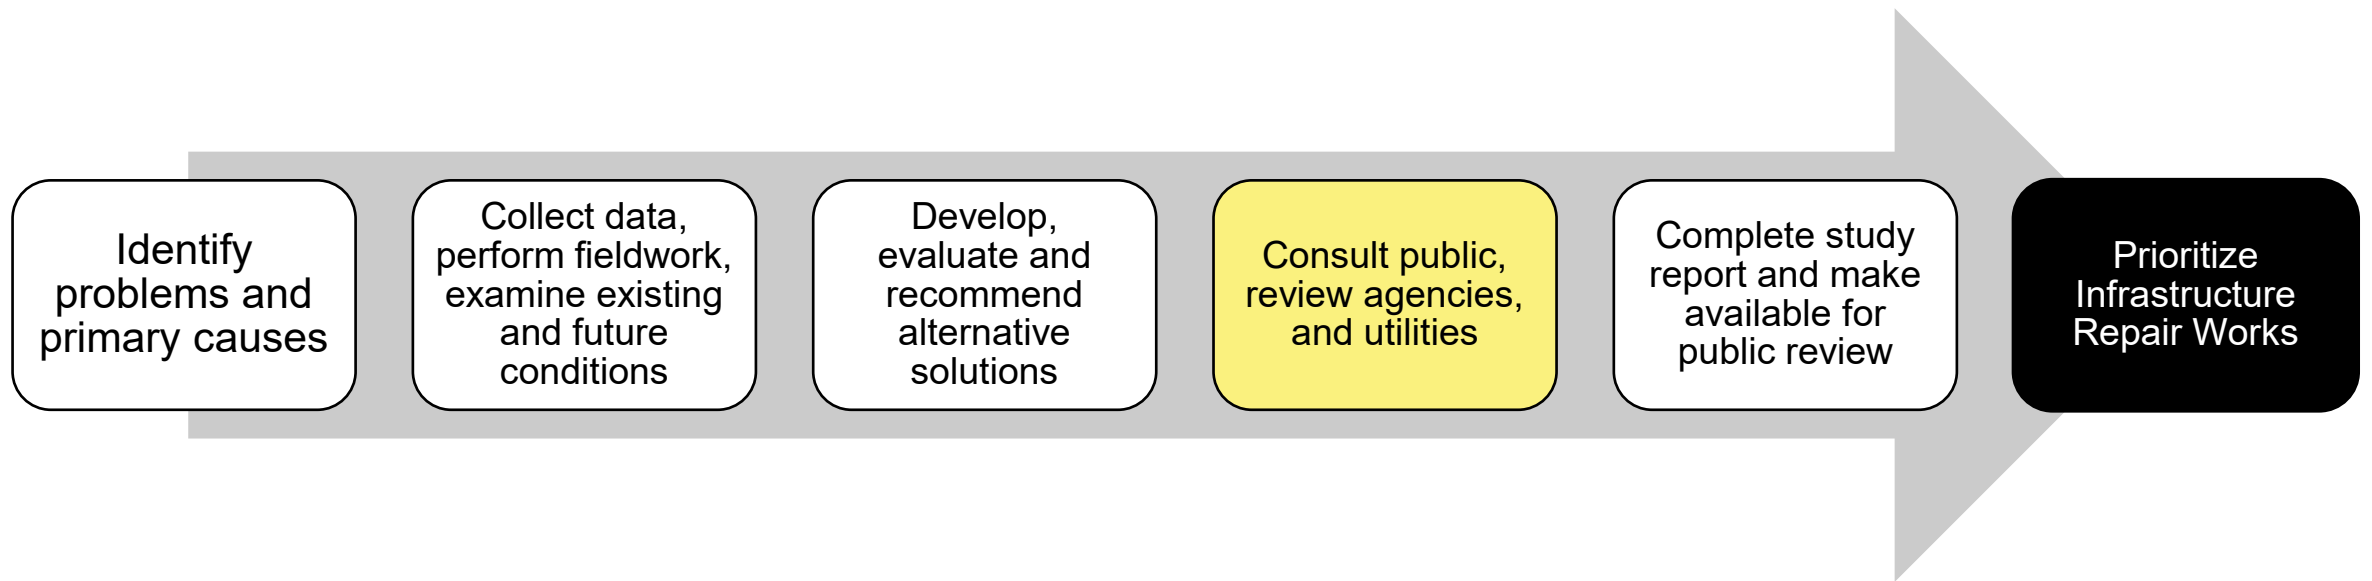 Identify
problems and
primary causes
Collect data,
perform fieldwork,
examine existing
and future
conditions
Develop,
evaluate and
recommend
alternative
solutions
Consult public,
review agencies,
and utilities
Complete study
report and make
available for
public review
Prioritize
Infrastructure
Repair Works